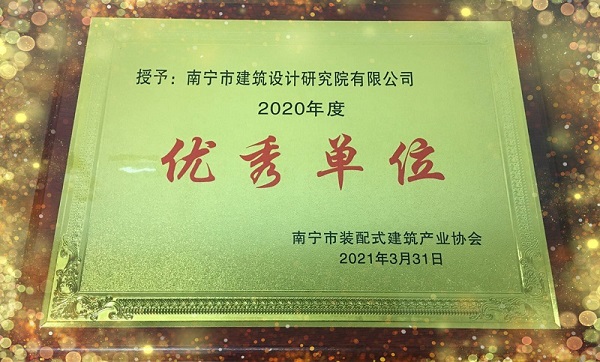 授予：南宁市建筑设计研究院有限公司
2020年度
优秀单位
南宁市装配式建筑产业协会
2021年3月31日